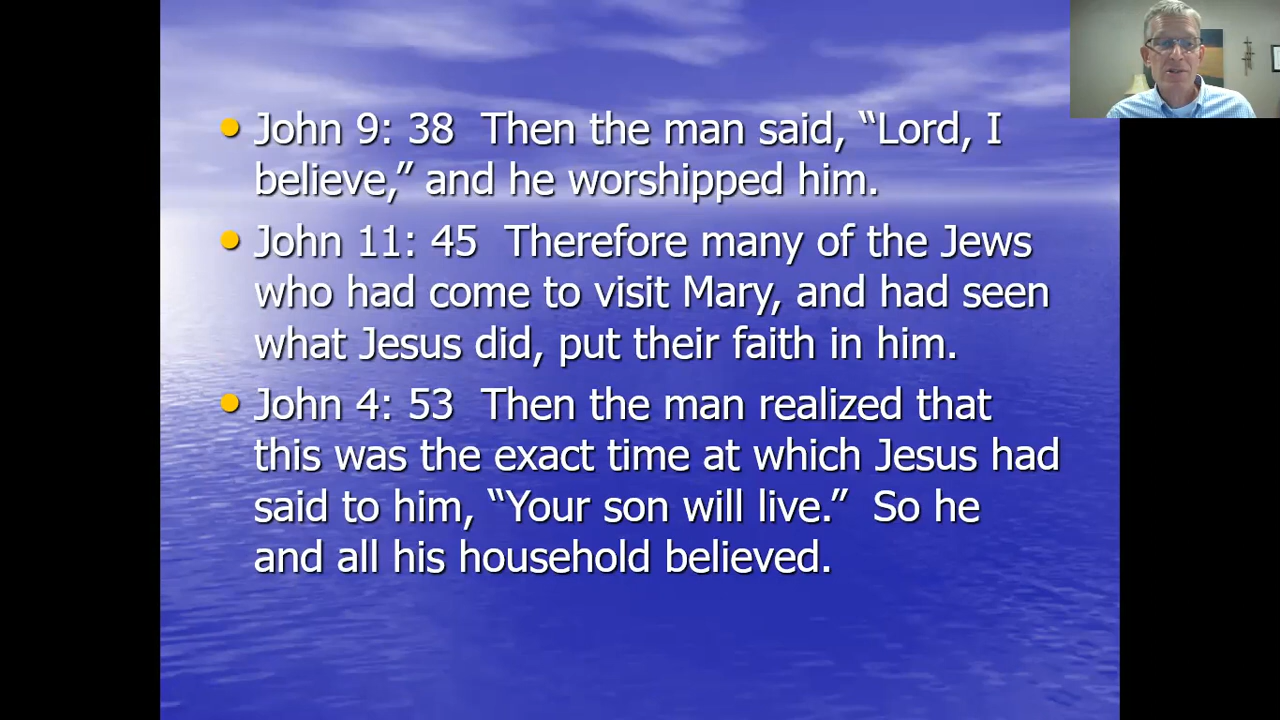 John 9: 38  Then the man said, “Lord, I
believe,” and he worshipped him.
John 11: 45  Therefore many of the Jews
who had come to visit Mary, and had seen
what Jesus did, put their faith in him.
John 4: 53  Then the man realized that
this was the exact time at which Jesus had
said to him, “Your son will live.”  So he
and all his household believed.